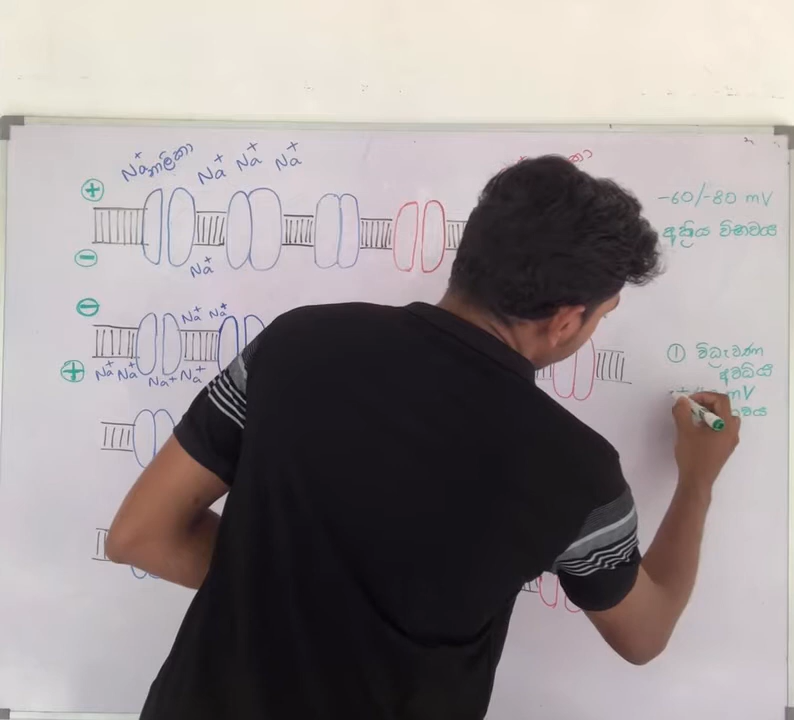 Na⁺ නාලිකා
Na⁺ Na⁺ Na⁺
+
-60/-80 mV
අක්‍රිය විභවය
−
Na⁺
−
Na⁺ Na⁺
① විධ්‍රැවණ
අවධිය
+
Na⁺ Na⁺ Na⁺ Na⁺
mV